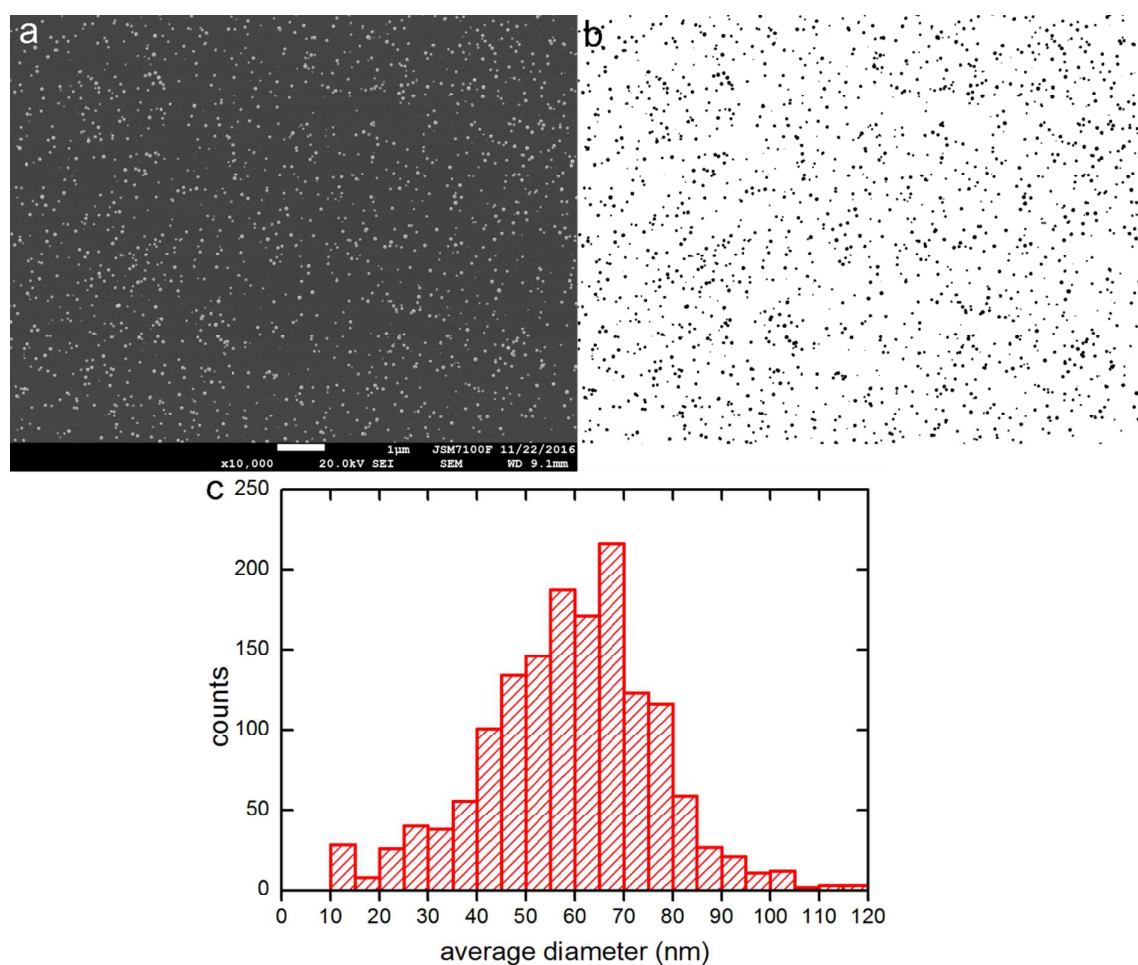 a
b
1µm JSM7100F 11/22/2016
x10,000 20.0kV SEI SEM WD 9.1mm
c
250
200
150
100
50
0
counts
0 10 20 30 40 50 60 70 80 90 100 110 120
average diameter (nm)